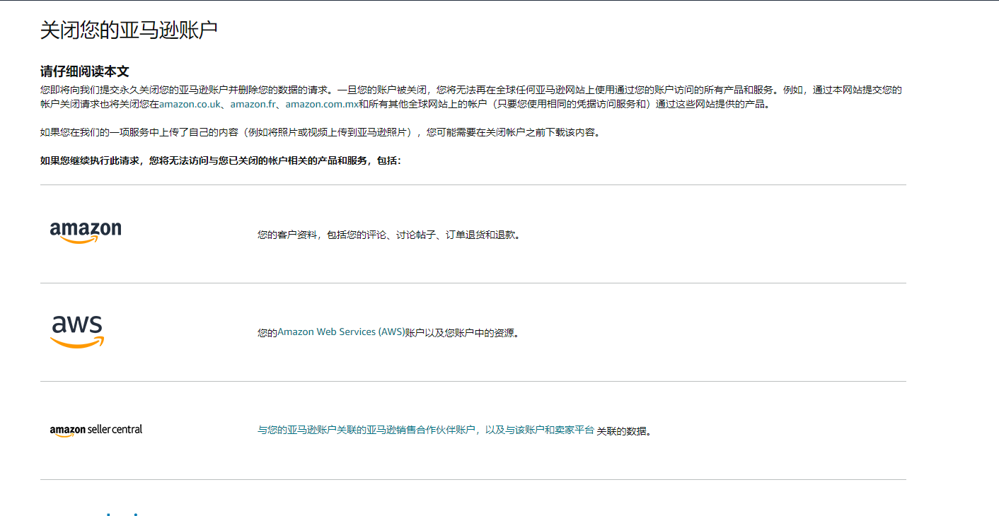 关闭您的亚马逊账户
请仔细阅读本文
您即将向我们提交永久关闭您的亚马逊账户并删除您的数据的请求。一旦您的账户被关闭，您将无法再在全球任何亚马逊网站上使用通过您的账户访问的所有产品和服务。例如，通过本网站提交您的
帐户关闭请求也将关闭您在amazon.co.uk、amazon.fr、amazon.com.mx和所有其他全球网站上的帐户（只要您使用相同的凭据访问服务和）通过这些网站提供的产品。
如果您在我们的一项服务中上传了自己的内容（例如将照片或视频上传到亚马逊照片），您可能需要在关闭帐户之前下载该内容。
如果您继续执行此请求，您将无法访问与您已关闭的帐户相关的产品和服务，包括：
amazon
您的客户资料，包括您的评论、讨论帖子、订单退货和退款。
aws
您的Amazon Web Services (AWS)账户以及您账户中的资源。
amazon seller central
与您的亚马逊账户关联的亚马逊销售合作伙伴账户，以及与该账户和卖家平台 关联的数据。